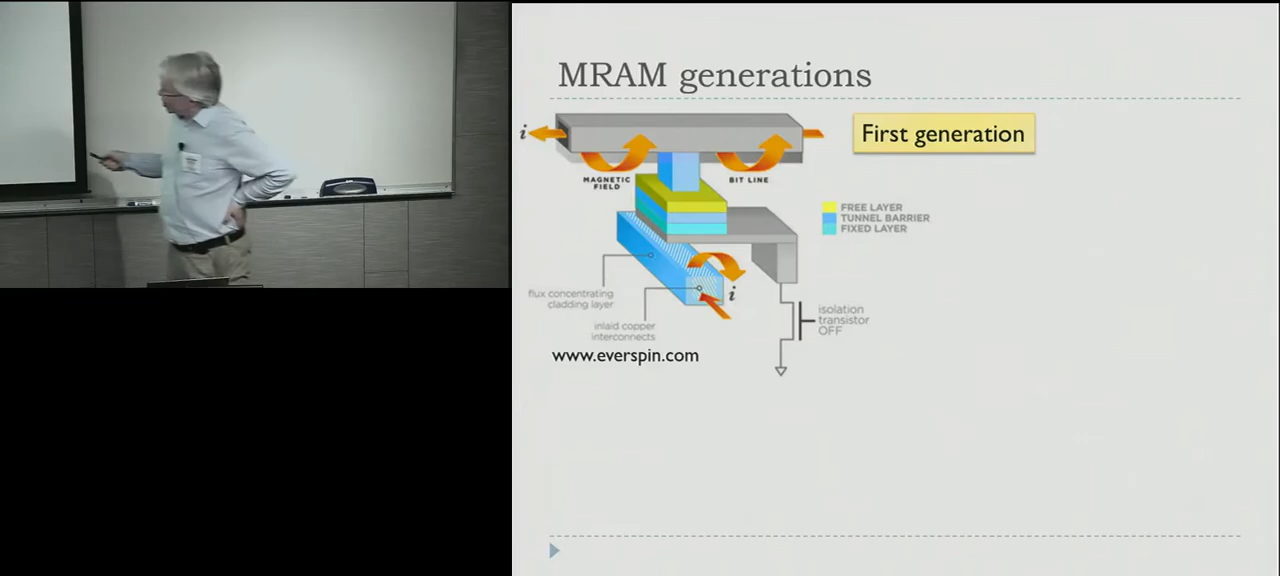 MRAM generations
First generation
i
MAGNETIC
FIELD
BIT LINE
FREE LAYER
TUNNEL BARRIER
FIXED LAYER
flux concentrating
cladding layer
i
inlaid copper
interconnects
isolation
transistor
OFF
www.everspin.com